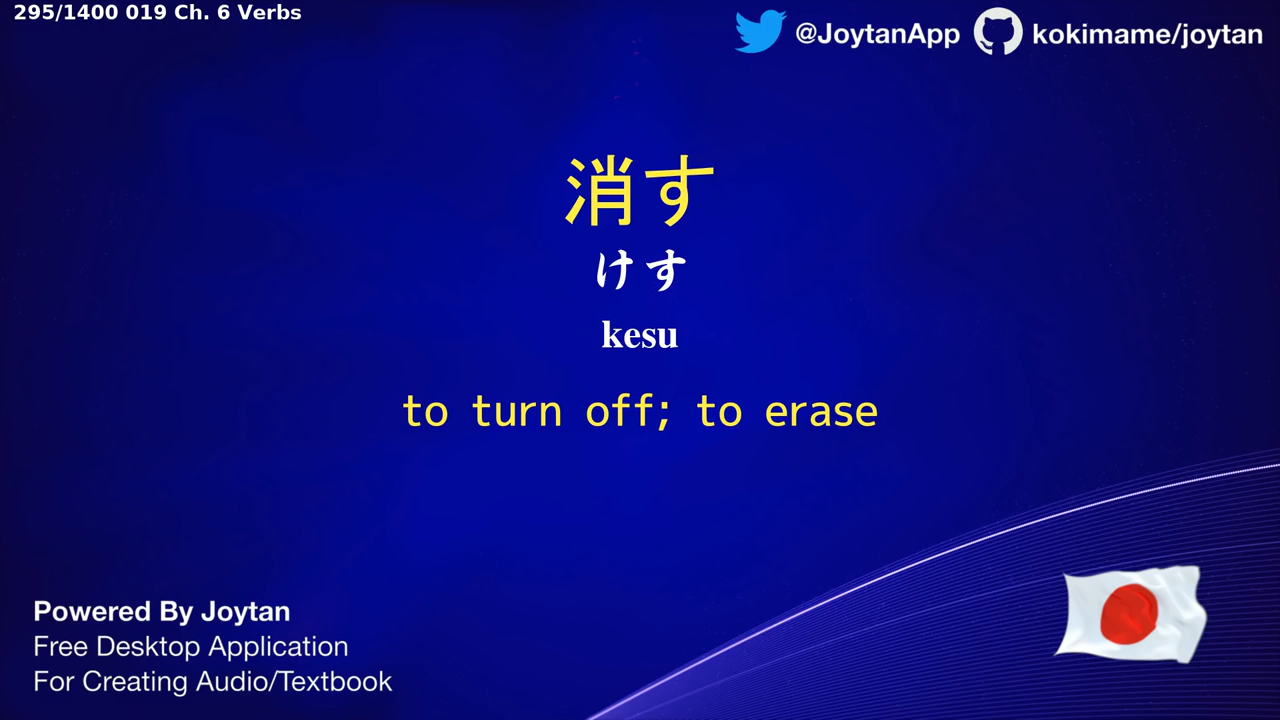 295/1400 019 Ch. 6 Verbs
@JoytanApp kokimame/joytan
消す
けす
kesu
to turn off; to erase
Powered By Joytan
Free Desktop Application
For Creating Audio/Textbook